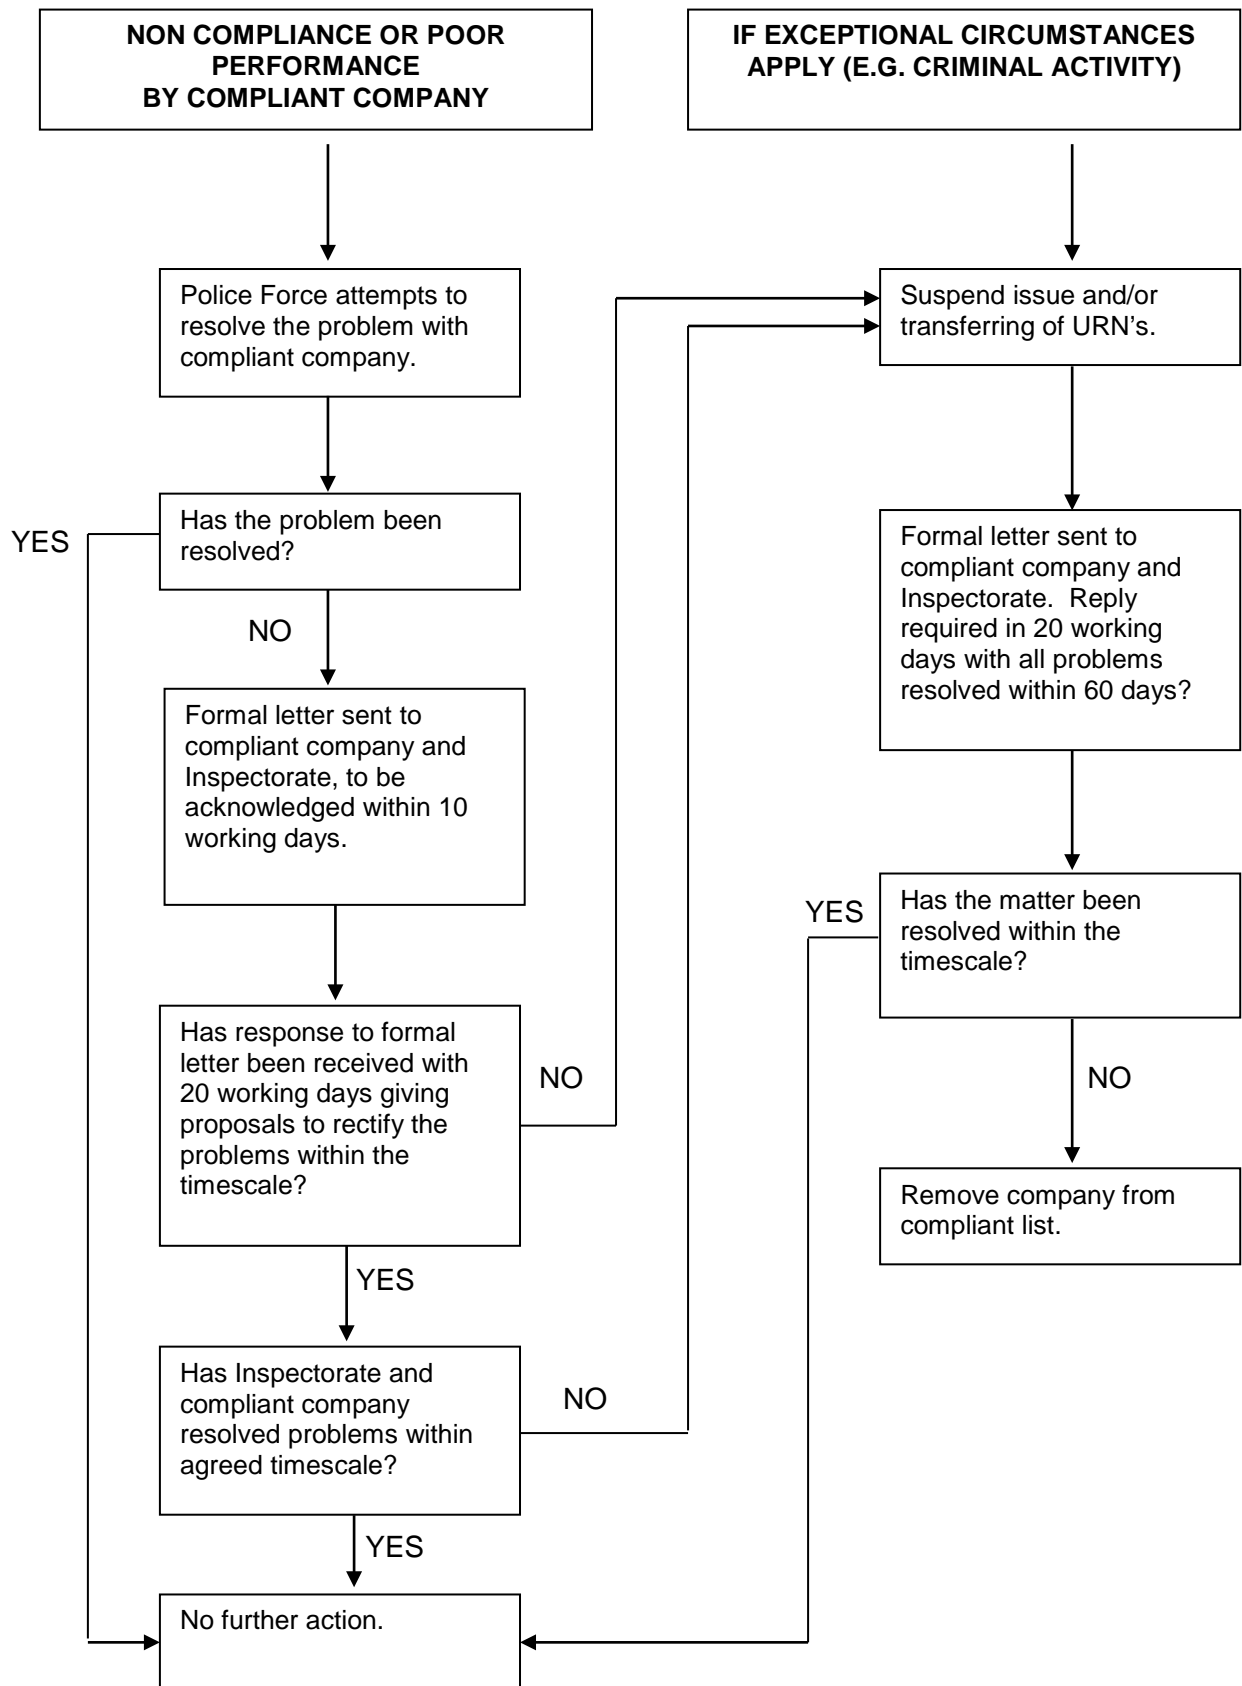 NON COMPLIANCE OR POOR
PERFORMANCE
BY COMPLIANT COMPANY
IF EXCEPTIONAL CIRCUMSTANCES
APPLY (E.G. CRIMINAL ACTIVITY)
Police Force attempts to
resolve the problem with
compliant company.
Suspend issue and/or
transferring of URN's.
YES
Has the problem been
resolved?
NO
Formal letter sent to
compliant company and
Inspectorate.  Reply
required in 20 working
days with all problems
resolved within 60 days?
Formal letter sent to
compliant company and
Inspectorate, to be
acknowledged within 10
working days.
YES
Has the matter been
resolved within the
timescale?
Has response to formal
letter been received with
20 working days giving
proposals to rectify the
problems within the
timescale?
NO
NO
Remove company from
compliant list.
YES
Has Inspectorate and
compliant company
resolved problems within
agreed timescale?
NO
YES
No further action.